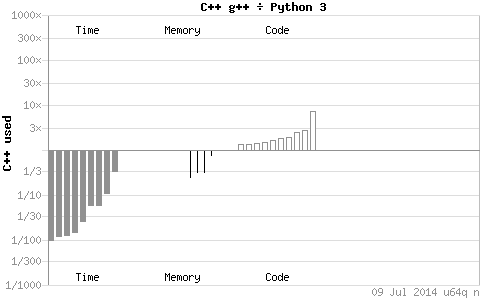 C++ g++ ÷ Python 3
1000×
Time Memory Code
300×
100×
30×
10×
3×
C++ used
1/3
1/10
1/30
1/100
1/300
Time Memory Code
1/1000
09 Jul 2014 u64q n